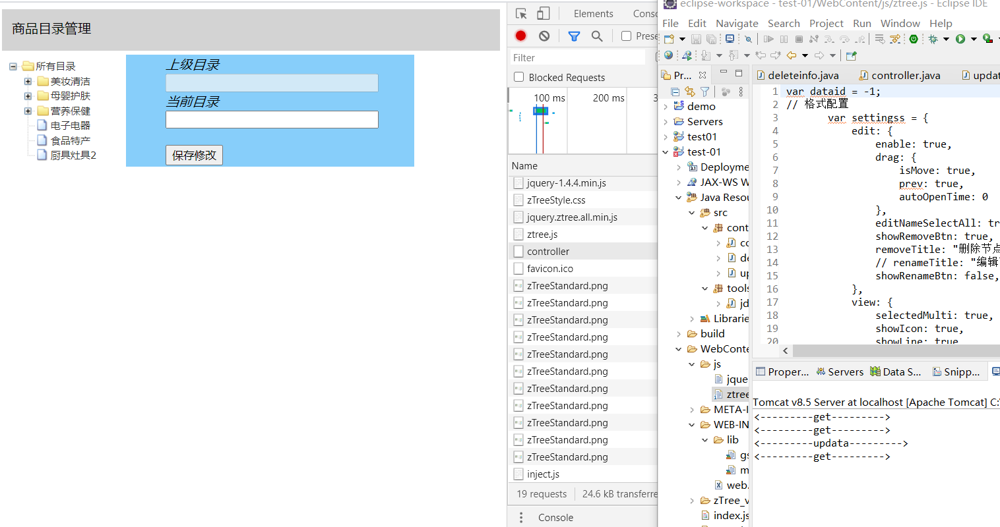 商品目录管理
所有目录
美妆清洁
母婴护肤
营养保健
电子电器
食品特产
厨具灶具2
上级目录
当前目录
保存修改
Elements
Cons
Prese
Filter
Blocked Requests
100 ms
200 ms
3
Name
jquery-1.4.4.min.js
zTreeStyle.css
jquery.ztree.all.min.js
ztree.js
controller
favicon.ico
zTreeStandard.png
zTreeStandard.png
zTreeStandard.png
zTreeStandard.png
zTreeStandard.png
zTreeStandard.png
zTreeStandard.png
zTreeStandard.png
zTreeStandard.png
zTreeStandard.png
zTreeStandard.png
inject.js
19 requests
24.6 kB transferre
Console
eclipse-workspace - test-01/WebContent/js/ztree.js - Eclipse IDE
File Edit Navigate Search Project Run Window Help
Pr...
demo
Servers
test01
test-01
Deployme
JAX-WS W
Java Resou
src
cont
cc
de
up
tools
jd
Librarie
build
WebConte
js
jque
ztree
META-I
WEB-IN
lib
gs
m
web.
zTree_v
index.js
deleteinfo.java
controller.java
updat
1 var dataid = -1;
2 // 格式配置
3 var settingss = {
4 edit: {
5 enable: true,
6 drag: {
7 isMove: true,
8 prev: true,
9 autoOpenTime: 0
10 },
11 editNameSelectAll: tr
12 showRemoveBtn: true,
13 removeTitle: "删除节点
14 // renameTitle: "编辑
15 showRenameBtn: false,
16 },
17 view: {
18 selectedMulti: true,
19 showIcon: true,
20 showLine: true
Proper...
Servers
Data S...
Snipp...
Tomcat v8.5 Server at localhost [Apache Tomcat] C:\
<---------get--------->
<---------get--------->
<---------updata--------->
<---------get--------->